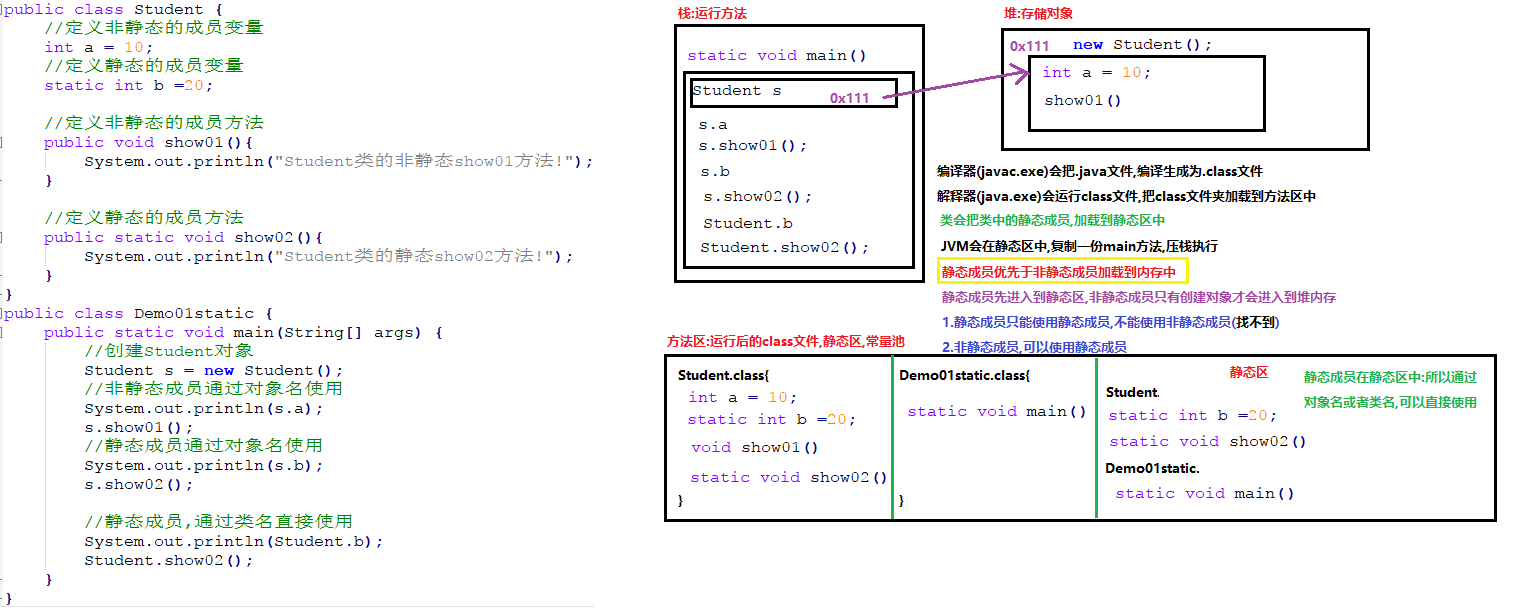 public class Student {
//定义非静态的成员变量
int a = 10;
//定义静态的成员变量
static int b =20;
//定义非静态的成员方法
public void show01(){
System.out.println("Student类的非静态show01方法!");
}
//定义静态的成员方法
public static void show02(){
System.out.println("Student类的静态show02方法!");
}
}
public class Demo01static {
public static void main(String[] args) {
//创建Student对象
Student s = new Student();
//非静态成员通过对象名使用
System.out.println(s.a);
s.show01();
//静态成员通过对象名使用
System.out.println(s.b);
s.show02();
//静态成员,通过类名直接使用
System.out.println(Student.b);
Student.show02();
}
}
栈:运行方法
static void main()
Student s
0x111
s.a
s.show01();
s.b
s.show02();
Student.b
Student.show02();
堆:存储对象
0x111 new Student();
int a = 10;
show01()
编译器(javac.exe)会把.java文件,编译生成为.class文件
解释器(java.exe)会运行class文件,把class文件夹加载到方法区中
类会把类中的静态成员,加载到静态区中
JVM会在静态区中,复制一份main方法,压栈执行
静态成员优先于非静态成员加载到内存中
静态成员先进入到静态区,非静态成员只有创建对象才会进入到堆内存
1.静态成员只能使用静态成员,不能使用非静态成员(找不到)
2.非静态成员,可以使用静态成员
方法区:运行后的class文件,静态区,常量池
Student.class{
int a = 10;
static int b =20;
void show01()
static void show02()
}
Demo01static.class{
static void main()
}
静态区
Student.
static int b =20;
static void show02()
Demo01static.
static void main()
静态成员在静态区中:所以通过
对象名或者类名,可以直接使用